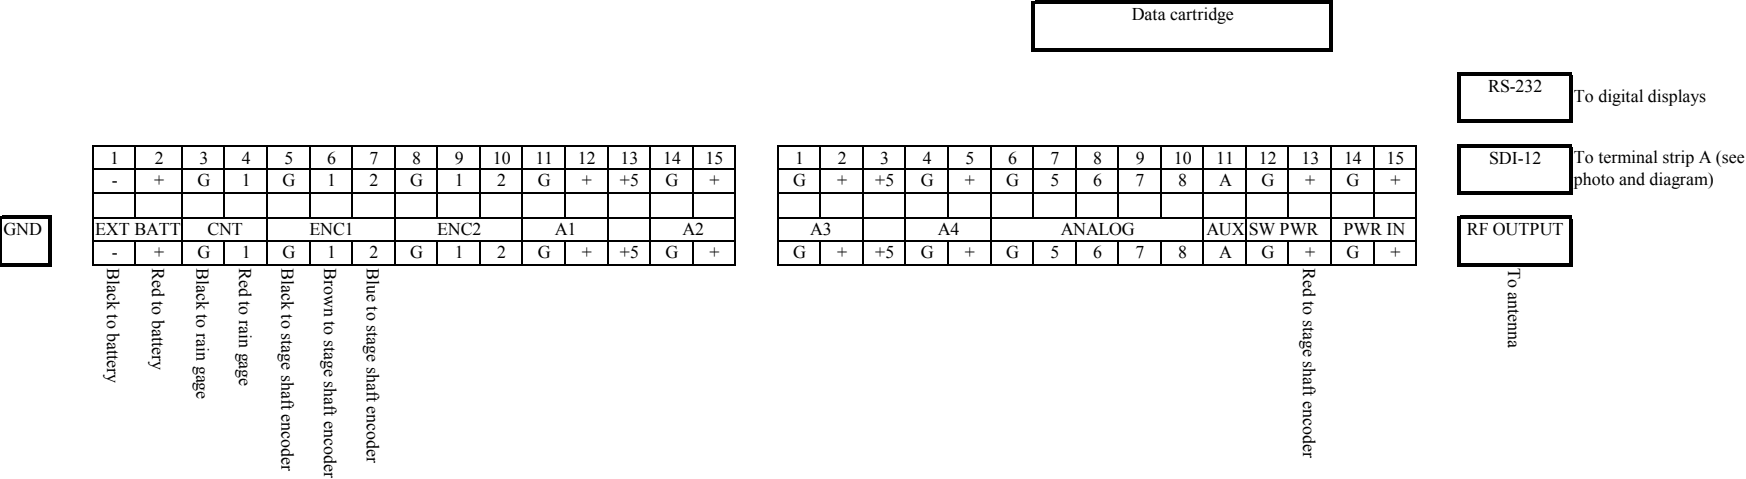 Data cartridge
RS-232
To digital displays
1 2 3 4 5 6 7 8 9 10 11 12 13 14 15
- + G 1 G 1 2 G 1 2 G + +5 G +
1 2 3 4 5 6 7 8 9 10 11 12 13 14 15
G + +5 G + G 5 6 7 8 A G + G +
SDI-12
To terminal strip A (see
photo and diagram)
GND
EXT BATT CNT ENC1 ENC2 A1 A2
- + G 1 G 1 2 G 1 2 G + +5 G +
A3 A4 ANALOG AUX SW PWR PWR IN
G + +5 G + G 5 6 7 8 A G + G +
RF OUTPUT
Black to battery
Red to battery
Black to rain gage
Red to rain gage
Black to stage shaft encoder
Brown to stage shaft encoder
Blue to stage shaft encoder
Red to stage shaft encoder
To antenna